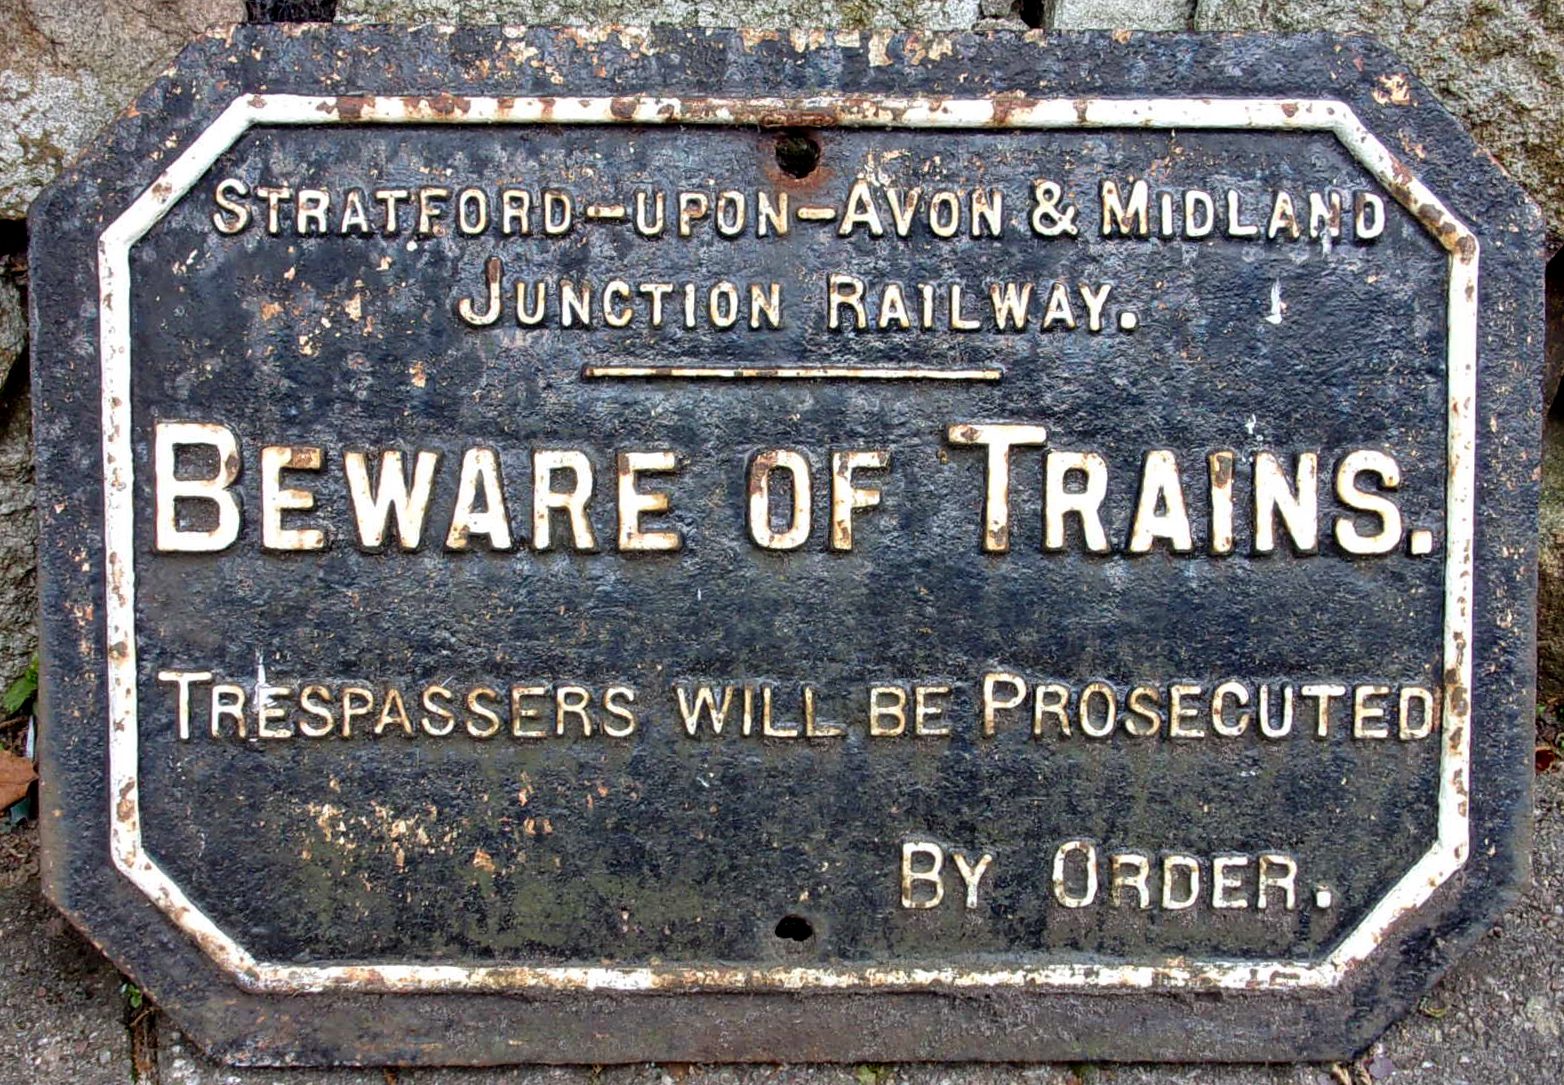 STRATFORD-UPON-AVON & MIDLAND
JUNCTION RAILWAY.
BEWARE OF TRAINS.
TRESPASSERS WILL BE PROSECUTED
BY ORDER.